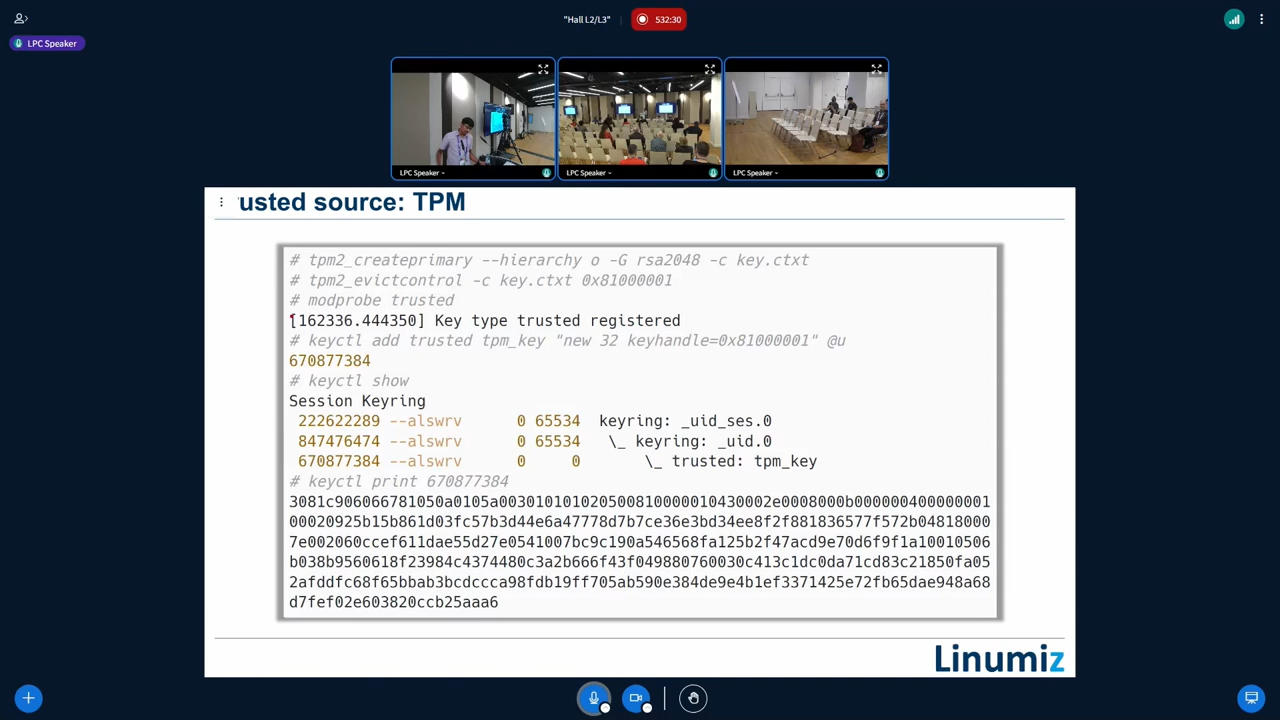 "Hall L2/L3"
532:30
LPC Speaker
LPC Speaker
LPC Speaker
LPC Speaker
usted source: TPM
# tpm2_createprimary --hierarchy o -G rsa2048 -c key.ctxt
# tpm2_evictcontrol -c key.ctxt 0x81000001
# modprobe trusted
[162336.444350] Key type trusted registered
# keyctl add trusted tpm_key "new 32 keyhandle=0x81000001" @u
670877384
# keyctl show
Session Keyring
222622289 --alswrv 0 65534 keyring: _uid_ses.0
847476474 --alswrv 0 65534 \_ keyring: _uid.0
670877384 --alswrv 0 0 \_ trusted: tpm_key
# keyctl print 670877384
3081c906066781050a0105a003010101020500810000010430002e0008000b000000400000001
00020925b15b861d03fc57b3d44e6a47778d7b7ce36e3bd34ee8f2f881836577f572b04818000
7e002060ccef611dae55d27e0541007bc9c190a546568fa125b2f47acd9e70d6f9f1a10010506
b038b9560618f23984c4374480c3a2b666f43f049880760030c413c1dc0da71cd83c21850fa05
2afddfc68f65bbab3bcdccca98fdb19ff705ab590e384de9e4b1ef3371425e72fb65dae948a68
d7fef02e603820ccb25aaa6
Linumiz